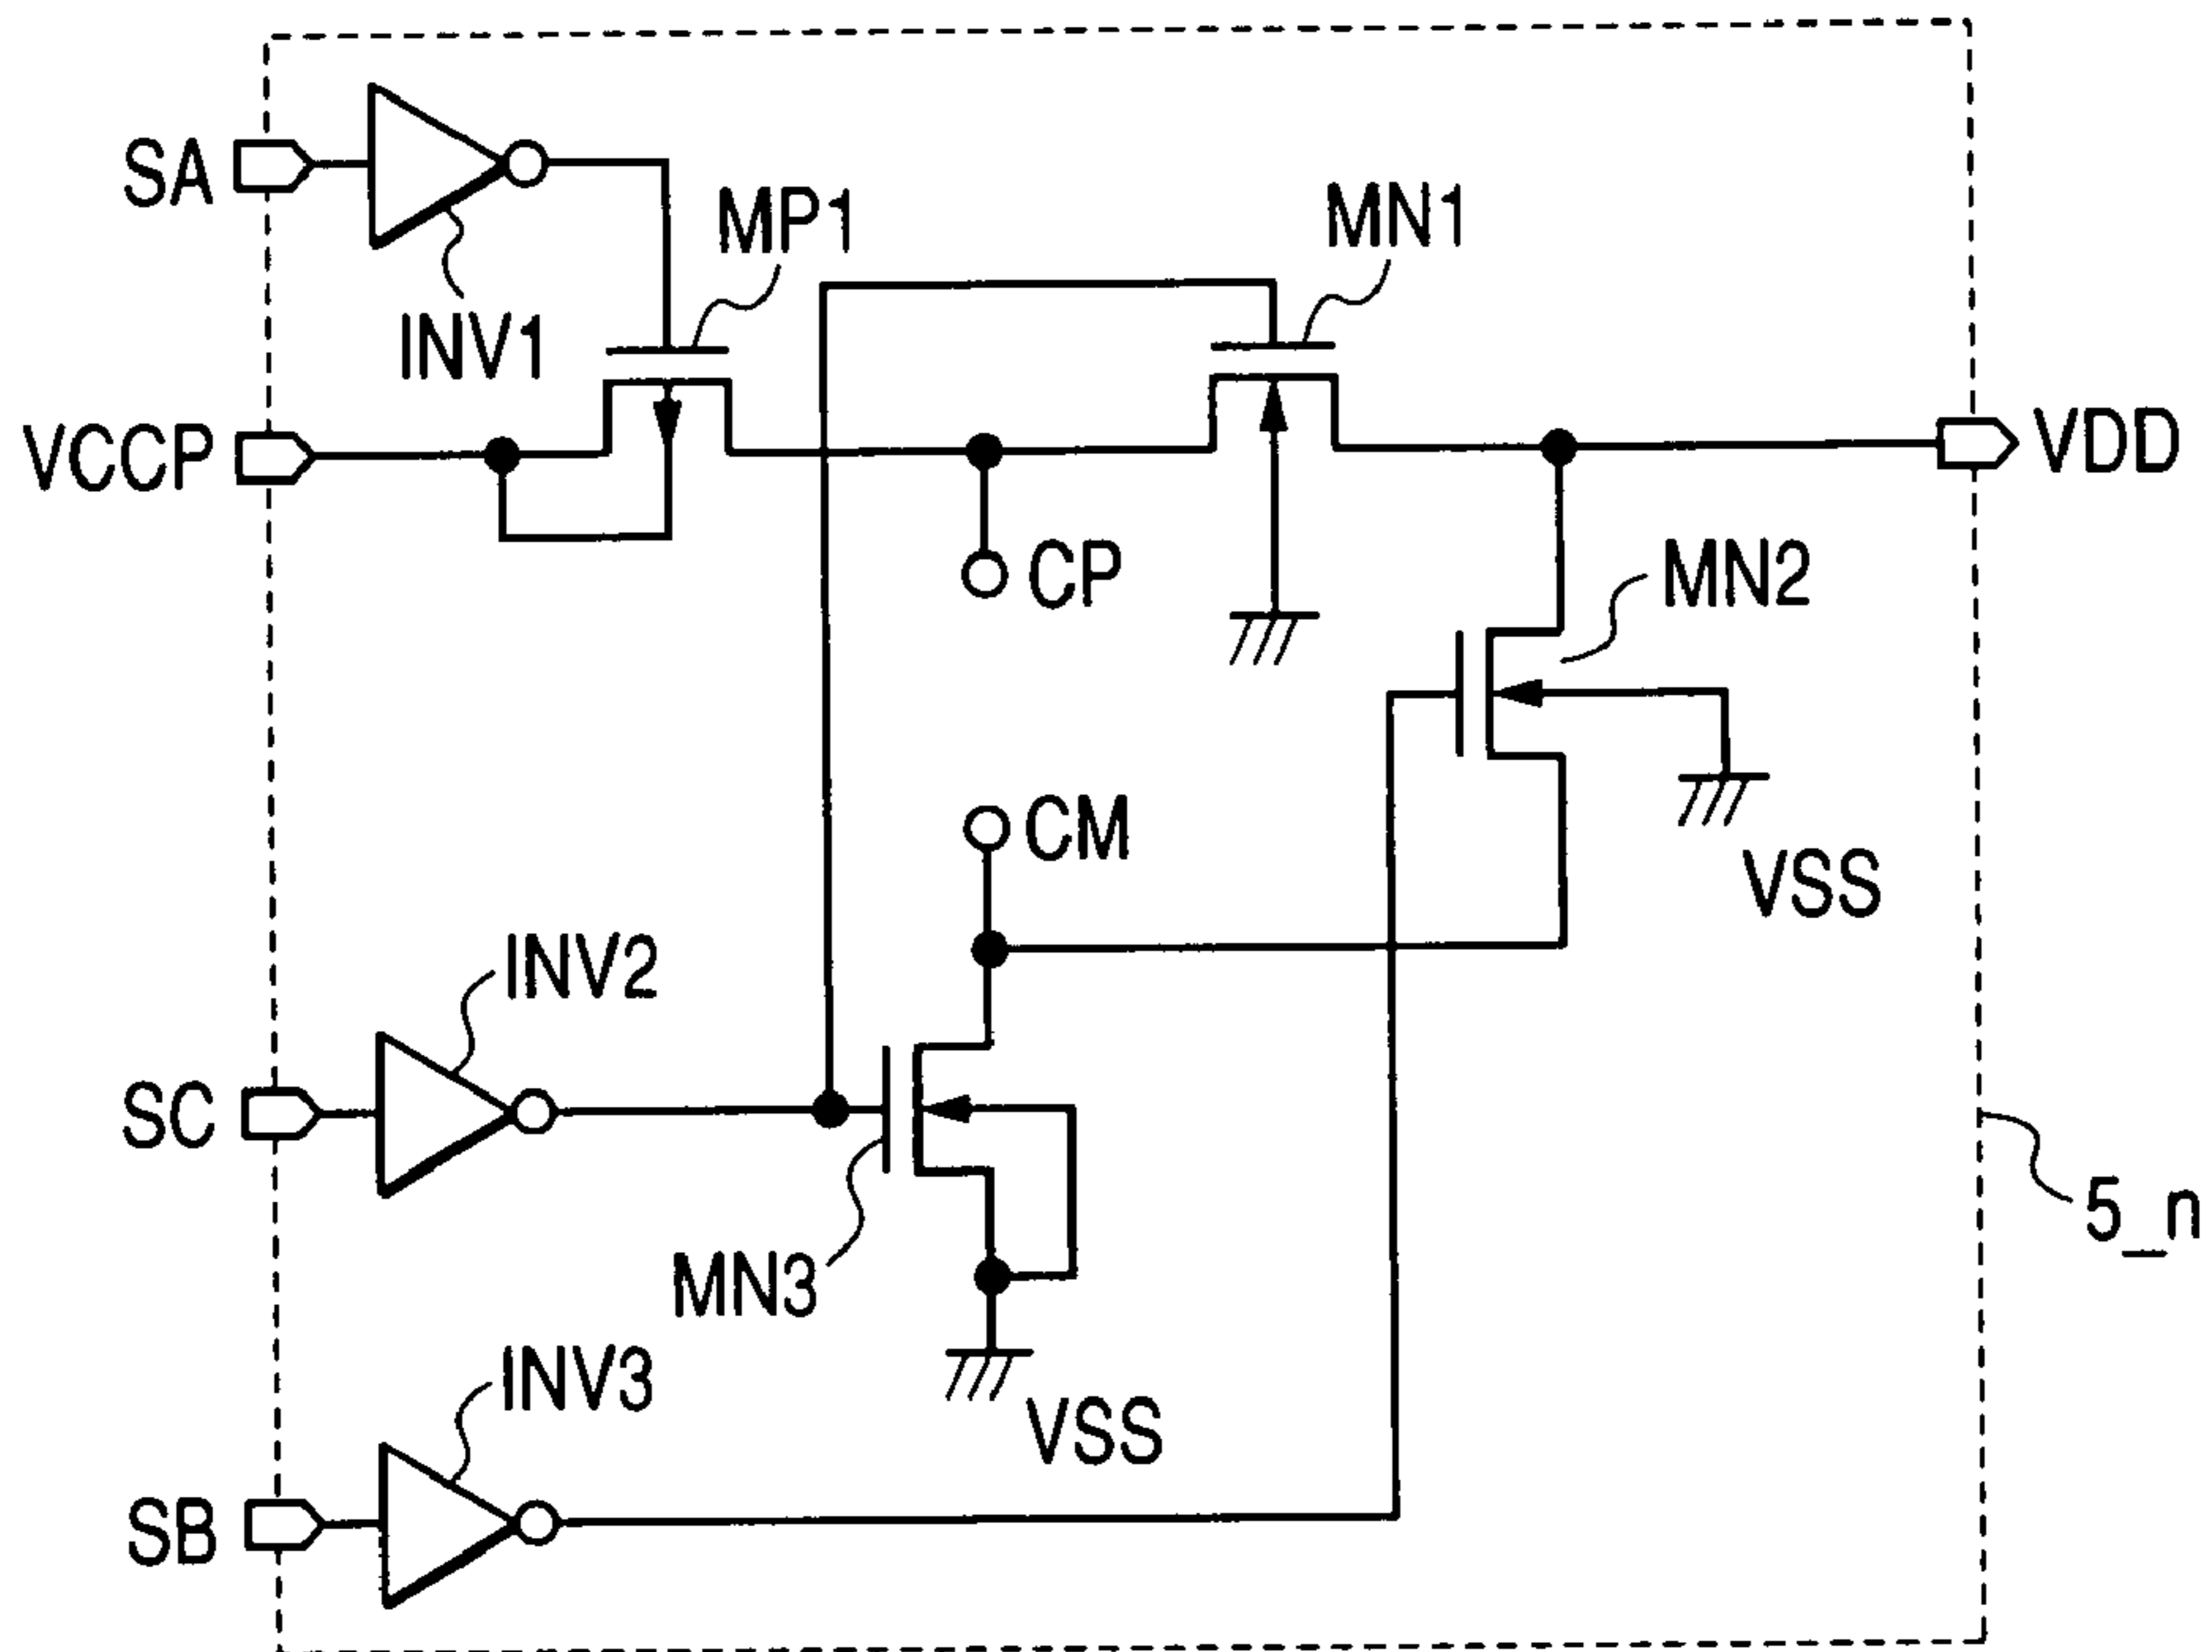 SA
MP1
MN1
INV1
VCCP
VDD
CP
MN2
CM
VSS
INV2
SC
5_n
MN3
INV3
VSS
SB